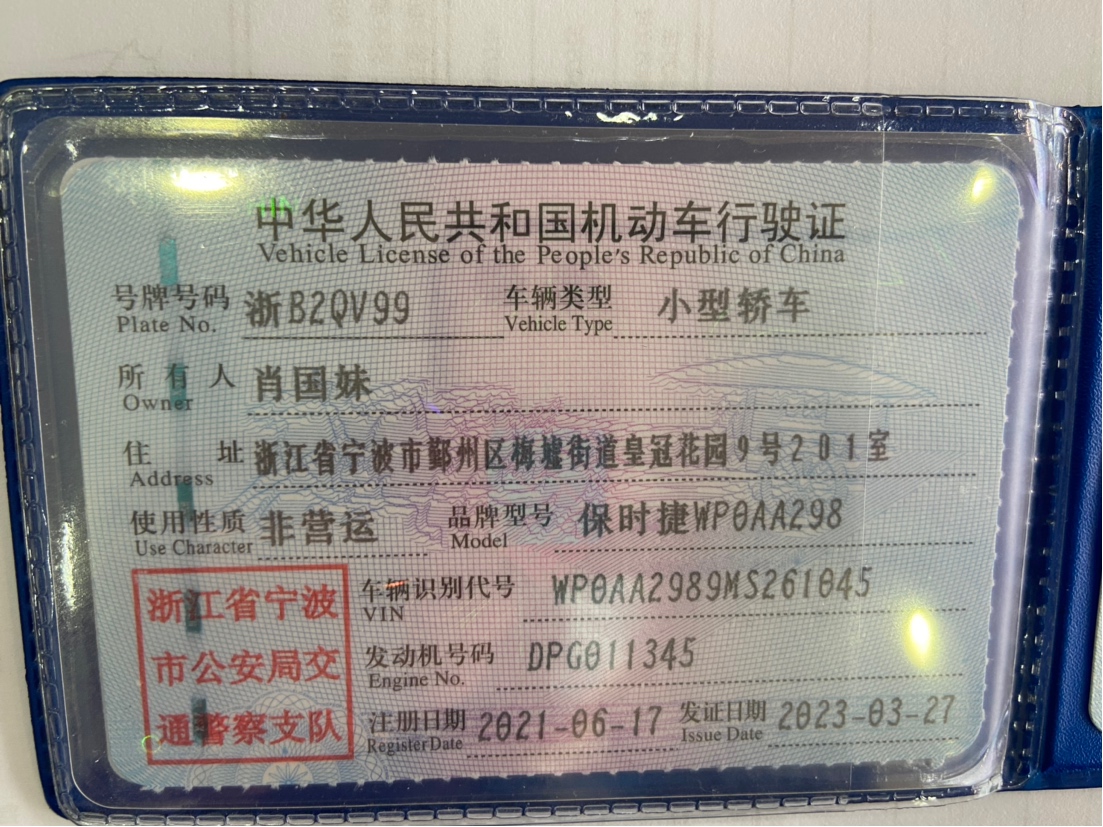 中华人民共和国机动车行驶证
Vehicle License of the People's Republic of China
号牌号码 浙B2QV99 车辆类型 小型轿车
Plate No. Vehicle Type
所有人 肖国妹
Owner
住址 浙江省宁波市鄞州区梅墟街道皇冠花园9号201室
Address
使用性质 非营运 品牌型号 保时捷WP0AA298
Use Character Model
浙江省宁波
市公安局交
通警察支队
车辆识别代号 WP0AA2989MS261045
VIN
发动机号码 DPG011345
Engine No.
注册日期 2021-06-17 发证日期 2023-03-27
Register Date Issue Date